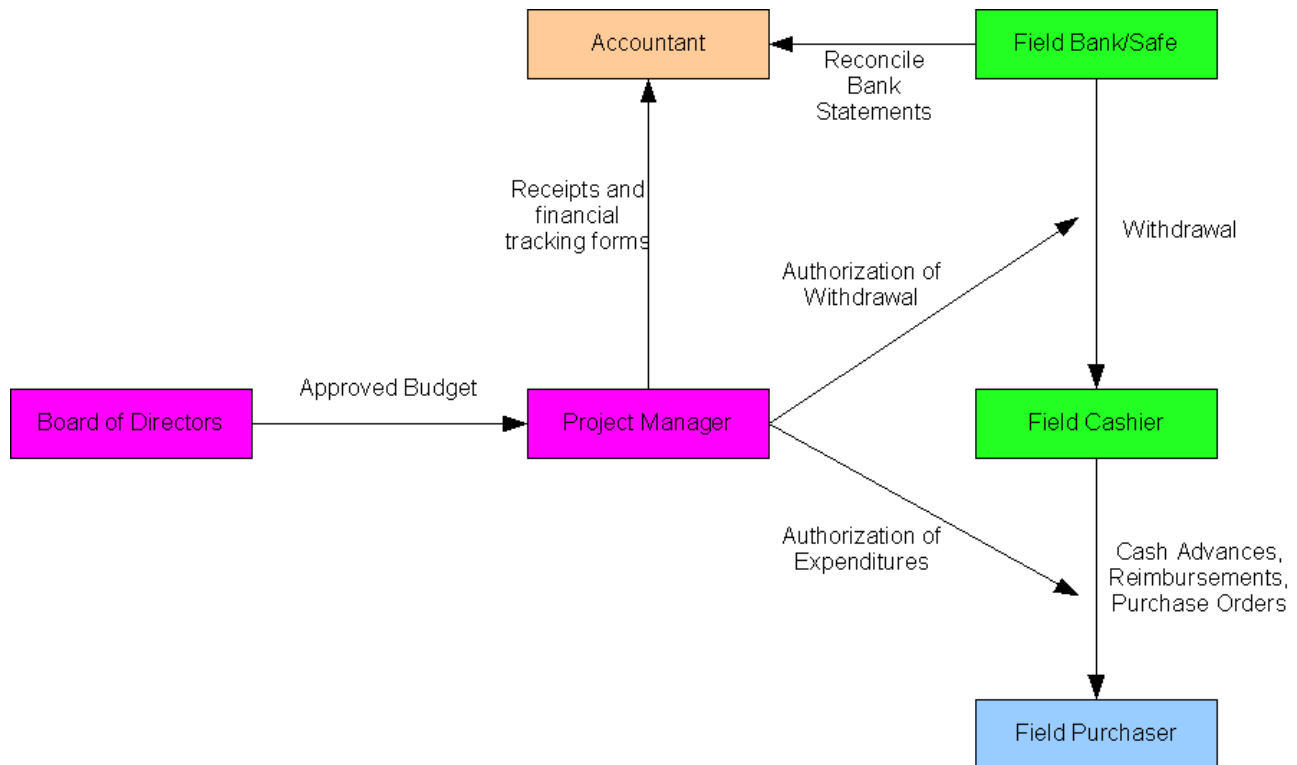 Accountant
Field Bank/Safe
Reconcile
Bank
Statements
Receipts and
financial
tracking forms
Withdrawal
Authorization of
Withdrawal
Approved Budget
Board of Directors
Project Manager
Field Cashier
Authorization of
Expenditures
Cash Advances,
Reimbursements,
Purchase Orders
Field Purchaser